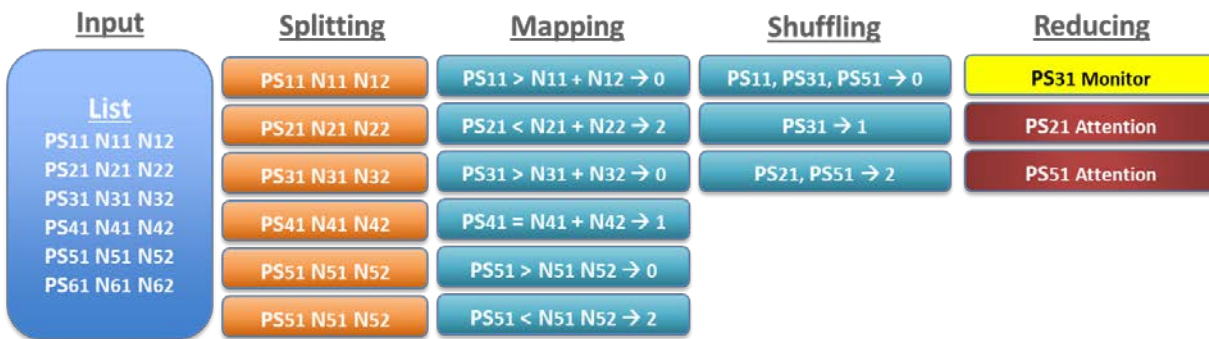 Input
Splitting
Mapping
Shuffling
Reducing
List
PS11 N11 N12
PS21 N21 N22
PS31 N31 N32
PS41 N41 N42
PS51 N51 N52
PS61 N61 N62
PS11 N11 N12
PS21 N21 N22
PS31 N31 N32
PS41 N41 N42
PS51 N51 N52
PS51 N51 N52
PS11 > N11 + N12 → 0
PS21 < N21 + N22 → 2
PS31 > N31 + N32 → 0
PS41 = N41 + N42 → 1
PS51 > N51 N52 → 0
PS51 < N51 N52 → 2
PS11, PS31, PS51 → 0
PS31 → 1
PS21, PS51 → 2
PS31 Monitor
PS21 Attention
PS51 Attention